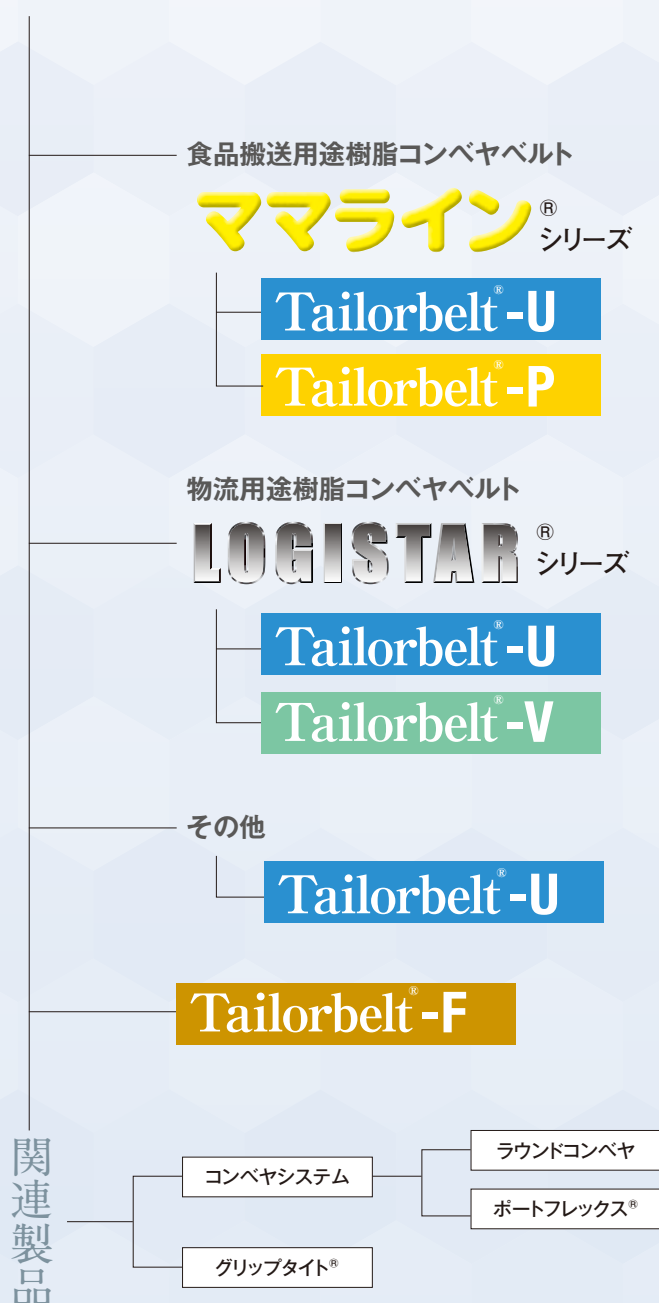 食品搬送用途樹脂コンベヤベルト
ママライン®シリーズ
Tailorbelt®-U
Tailorbelt®-P
物流用途樹脂コンベヤベルト
LOGISTAR®シリーズ
Tailorbelt®-U
Tailorbelt®-V
その他
Tailorbelt®-U
Tailorbelt®-F
関連製品
コンベヤシステム
ラウンドコンベヤ
ポートフレックス®
グリップタイト®